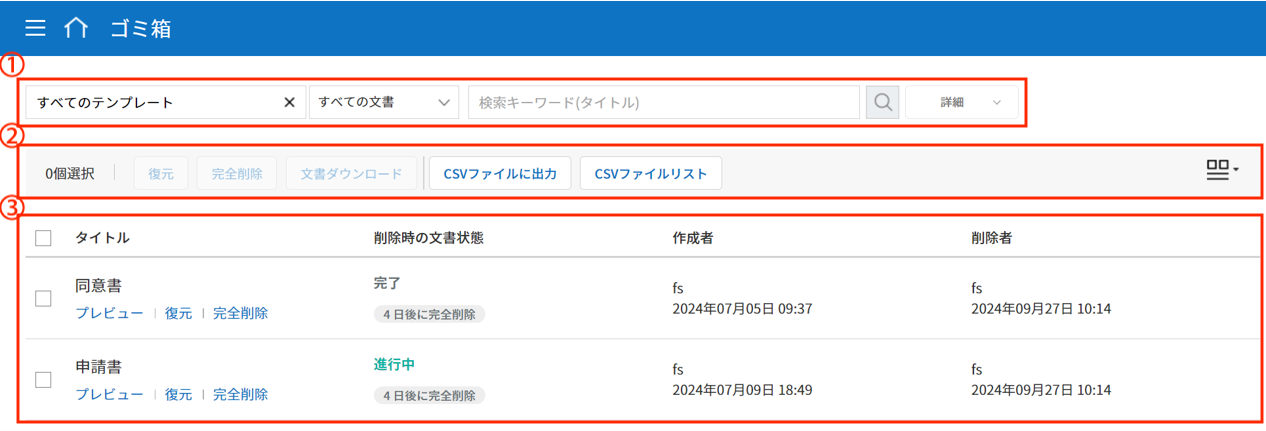 ゴミ箱
①
すべてのテンプレート × すべての文書 検索キーワード(タイトル) 詳細
②
0個選択 復元 完全削除 文書ダウンロード CSVファイルに出力 CSVファイルリスト
③
タイトル 削除時の文書状態 作成者 削除者
同意書 完了 fs fs
プレビュー | 復元 | 完全削除 4 日後に完全削除 2024年07月05日 09:37 2024年09月27日 10:14
申請書 進行中 fs fs
プレビュー | 復元 | 完全削除 4 日後に完全削除 2024年07月09日 18:49 2024年09月27日 10:14